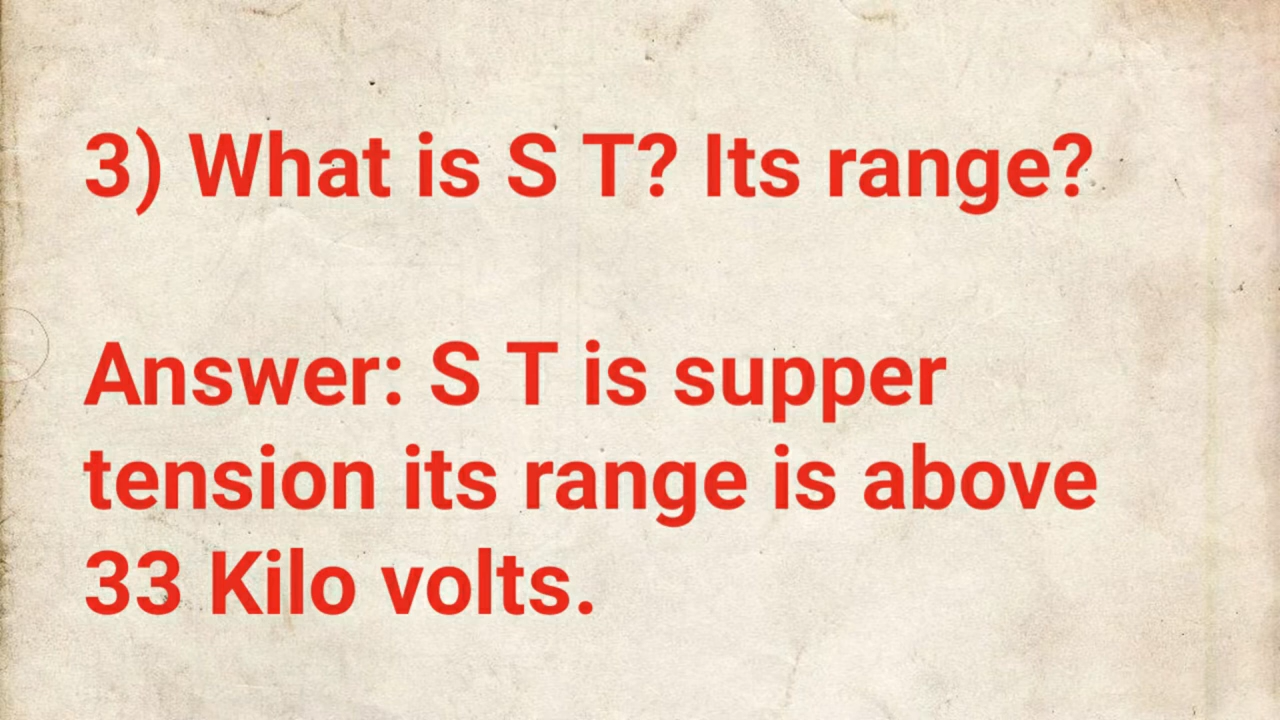 3) What is S T? Its range?
Answer: S T is supper
tension its range is above
33 Kilo volts.